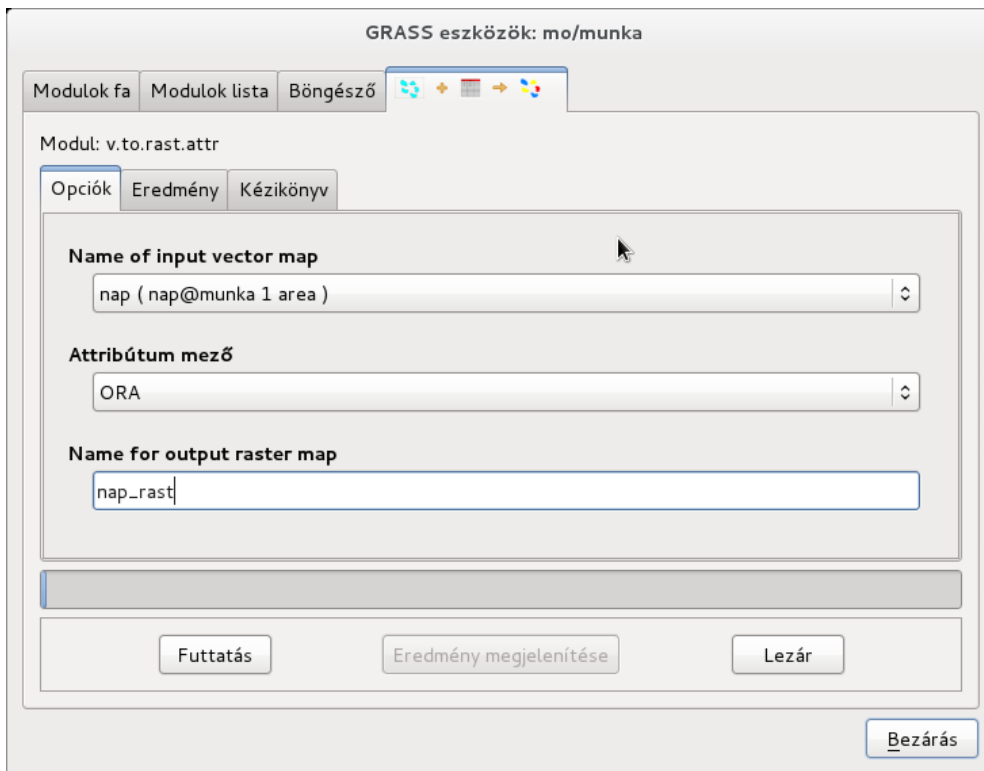 GRASS eszközök: mo/munka
Modulok fa Modulok lista Böngésző
Modul: v.to.rast.attr
Opciók Eredmény Kézikönyv
Name of input vector map
nap ( nap@munka 1 area )
Attribútum mező
ORA
Name for output raster map
nap_rast
Futtatás Eredmény megjelenítése Lezár
Bezárás